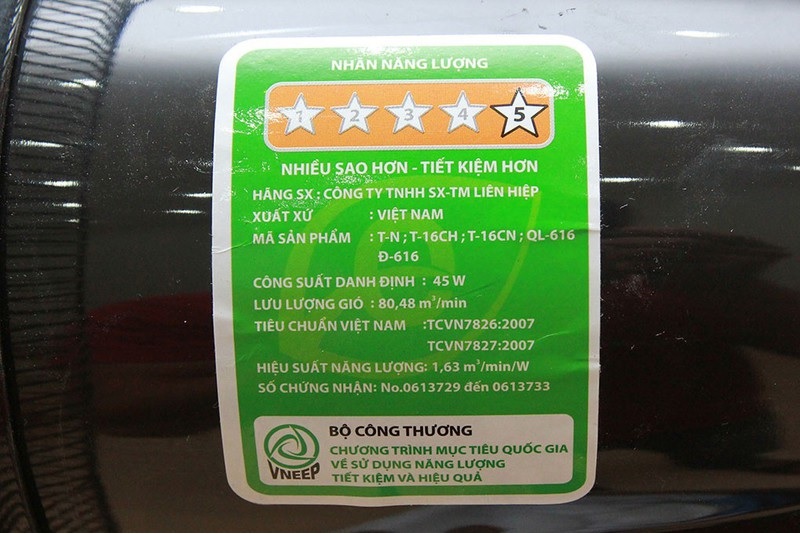 NHÃN NĂNG LƯỢNG
1 2 3 4 5
NHIỀU SAO HƠN - TIẾT KIỆM HƠN
HÃNG SX : CÔNG TY TNHH SX-TM LIÊN HIỆP
XUẤT XỨ : VIỆT NAM
MÃ SẢN PHẨM : T-N ; T-16CH ; T-16CN ; QL-616
Đ-616
CÔNG SUẤT DANH ĐỊNH : 45 W
LƯU LƯỢNG GIÓ : 80,48 m³/min
TIÊU CHUẨN VIỆT NAM :TCVN7826:2007
TCVN7827:2007
HIỆU SUẤT NĂNG LƯỢNG: 1,63 m³/min/W
SỐ CHỨNG NHẬN: No.0613729 đến 0613733
BỘ CÔNG THƯƠNG
CHƯƠNG TRÌNH MỤC TIÊU QUỐC GIA
VỀ SỬ DỤNG NĂNG LƯỢNG
TIẾT KIỆM VÀ HIỆU QUẢ
VNEEP